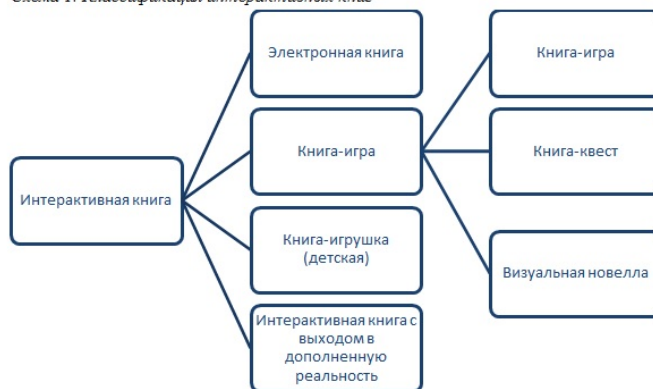 Электронная книга
Книга-игра
Книга-игра
Книга-квест
Интерактивная книга
Книга-игрушка
(детская)
Визуальная новелла
Интерактивная книга с
выходом в
дополненную
реальность